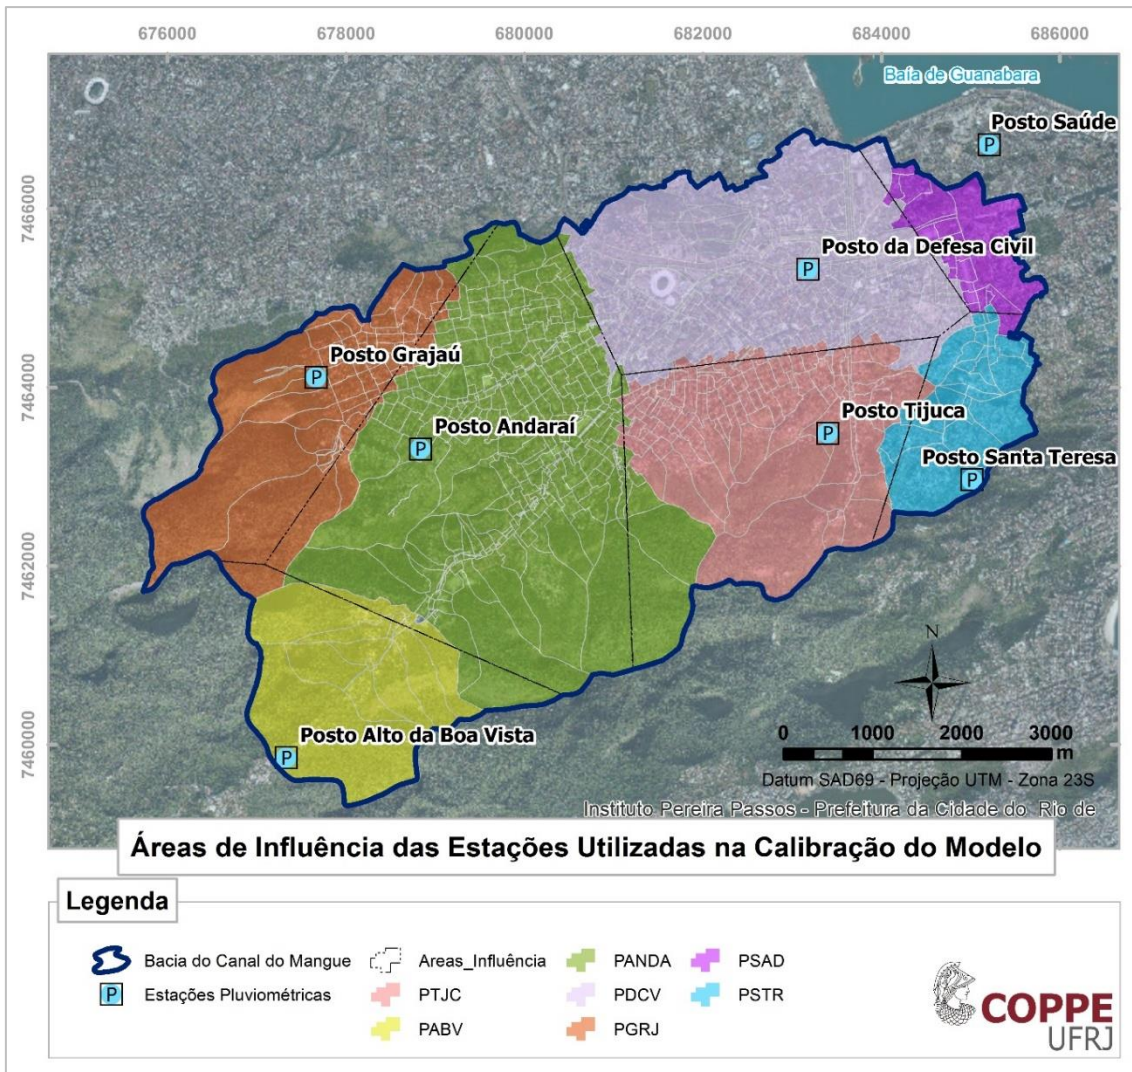 676000 678000 680000 682000 684000 686000
Baía de Guanabara
Posto Saúde
P
7466000
Posto da Defesa Civil
P
Posto Grajaú
P
7464000
Posto Tijuca
P
Posto Andaraí
P
Posto Santa Teresa
P
7462000
N
Posto Alto da Boa Vista
P
7460000
0 1000 2000 3000
m
Datum SAD69 - Projeção UTM - Zona 23S
Instituto Pereira Passos - Prefeitura da Cidade do Rio de
Áreas de Influência das Estações Utilizadas na Calibração do Modelo
Legenda
Bacia do Canal do Mangue Areas_Influência PANDA PSAD
P Estações Pluviométricas PTJC PDCV PSTR
PABV PGRJ
COPPE
UFRJ